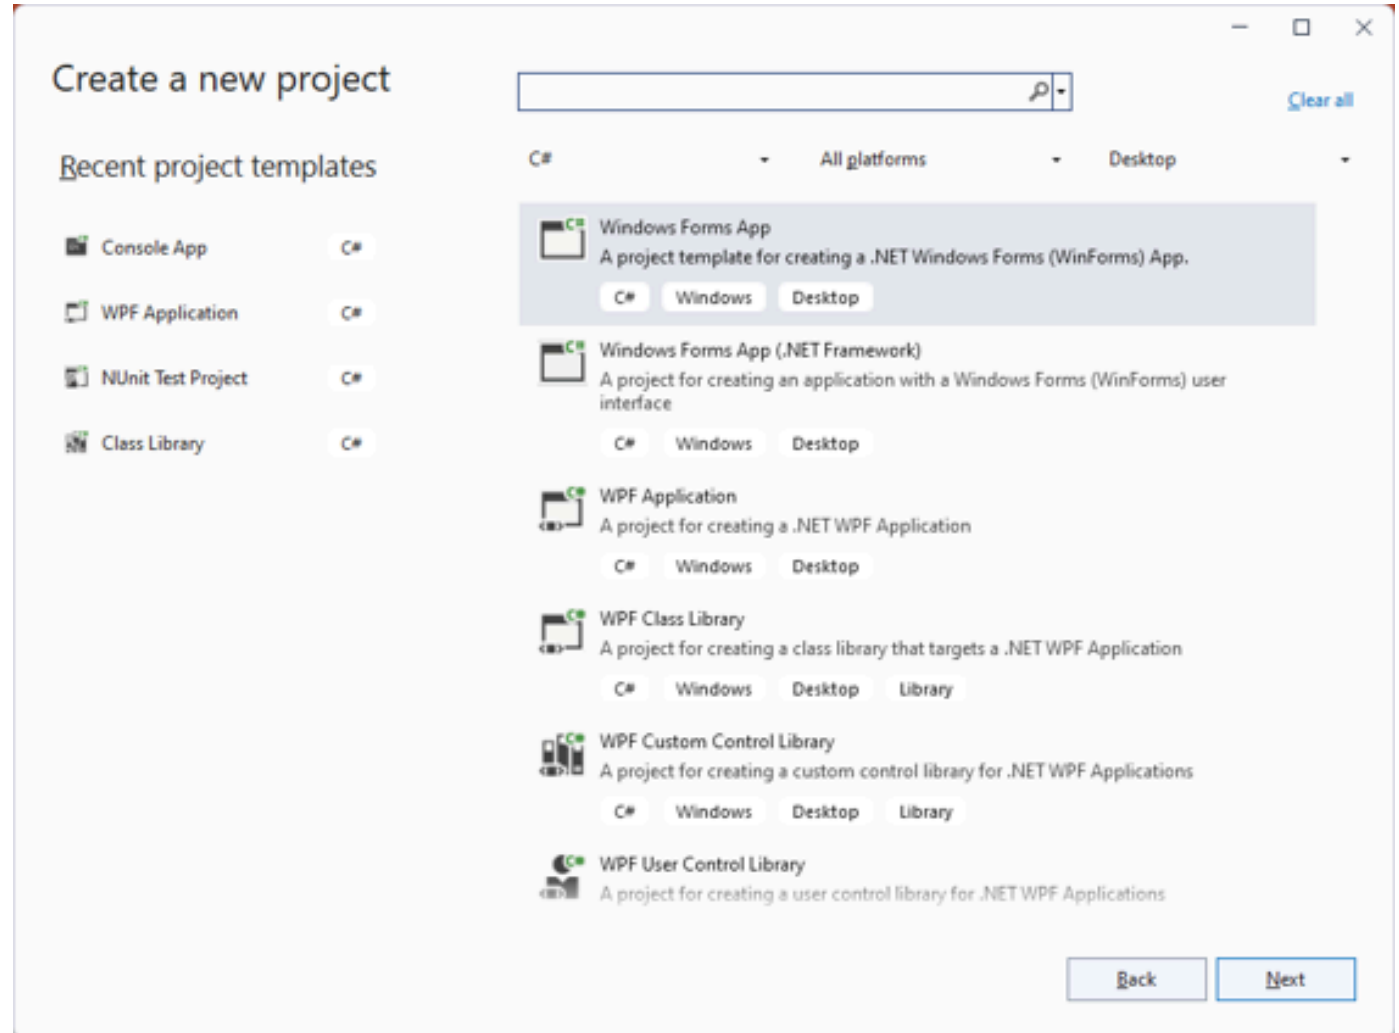 Create a new project
Clear all
Recent project templates
C#
All platforms
Desktop
Console App
C#
WPF Application
C#
NUnit Test Project
C#
Class Library
C#
Windows Forms App
A project template for creating a .NET Windows Forms (WinForms) App.
C#
Windows
Desktop
Windows Forms App (.NET Framework)
A project for creating an application with a Windows Forms (WinForms) user
interface
C#
Windows
Desktop
WPF Application
A project for creating a .NET WPF Application
C#
Windows
Desktop
WPF Class Library
A project for creating a class library that targets a .NET WPF Application
C#
Windows
Desktop
Library
WPF Custom Control Library
A project for creating a custom control library for .NET WPF Applications
C#
Windows
Desktop
Library
WPF User Control Library
A project for creating a user control library for .NET WPF Applications
Back
Next